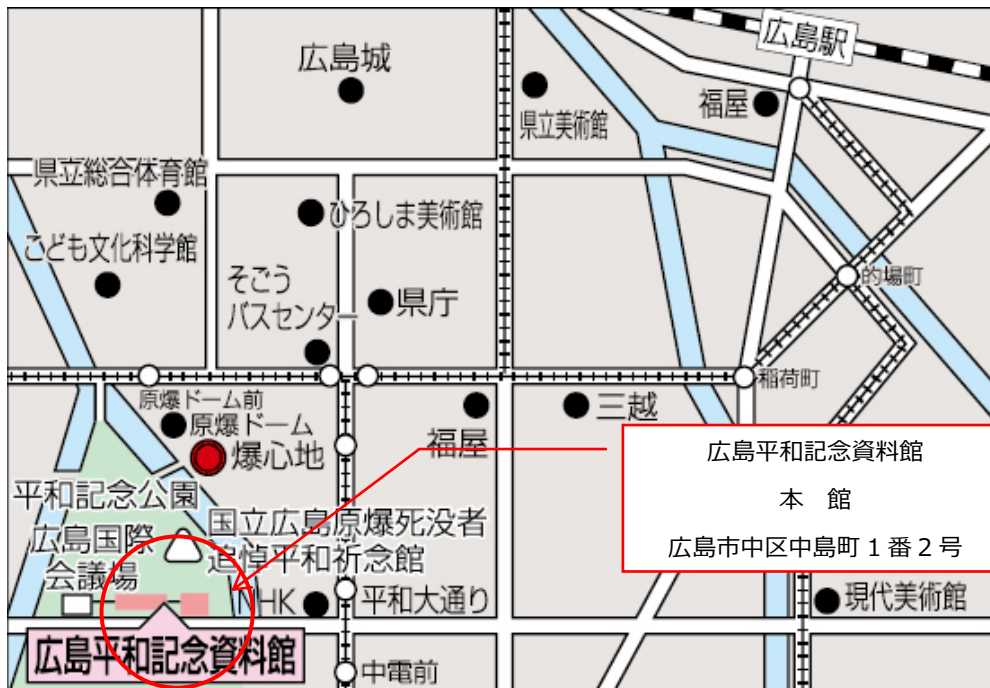 広島駅
広島城
福屋
県立美術館
県立総合体育館
ひろしま美術館
こども文化科学館
そごう
バスセンター
県庁
的場町
稲荷町
原爆ドーム前
原爆ドーム
爆心地
福屋
三越
広島平和記念資料館
本　館
広島市中区中島町１番２号
平和記念公園
広島国際
会議場
国立広島原爆死没者
追悼平和祈念館
NHK
平和大通り
現代美術館
広島平和記念資料館
中電前